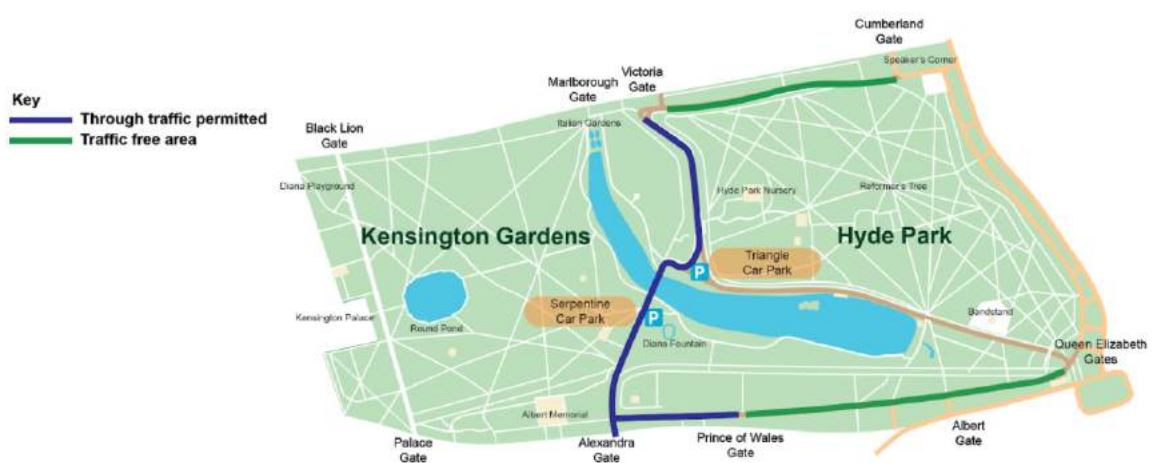 Cumberland
Gate
Speaker's Corner
Victoria
Gate
Marlborough
Gate
Key
Through traffic permitted
Traffic free area
Black Lion
Gate
Italian Gardens
Diana Playground
Hyde Park Nursery
Reformer's Tree
Kensington Gardens
Hyde Park
Triangle
Car Park
P
Serpentine
Car Park
P
Kensington Palace
Round Pond
Bandstand
Diana Fountain
Queen Elizabeth
Gates
Albert Memorial
Palace
Gate
Alexandra
Gate
Prince of Wales
Gate
Albert
Gate